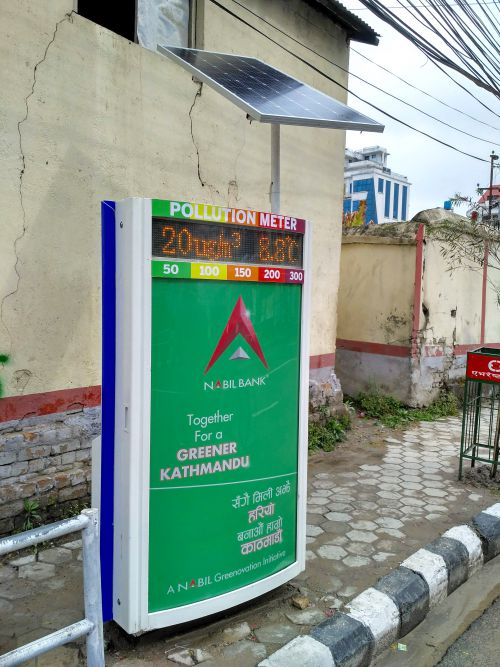 POLLUTION METER
20ug/m³ 8.8°C
50 100 150 200 300
NABIL BANK
Together
For a
GREENER
KATHMANDU
सँगै मिली अझै
हरियो
बनाऔं हाम्रो
काठमाडौं
A NABIL Greenovation Initiative